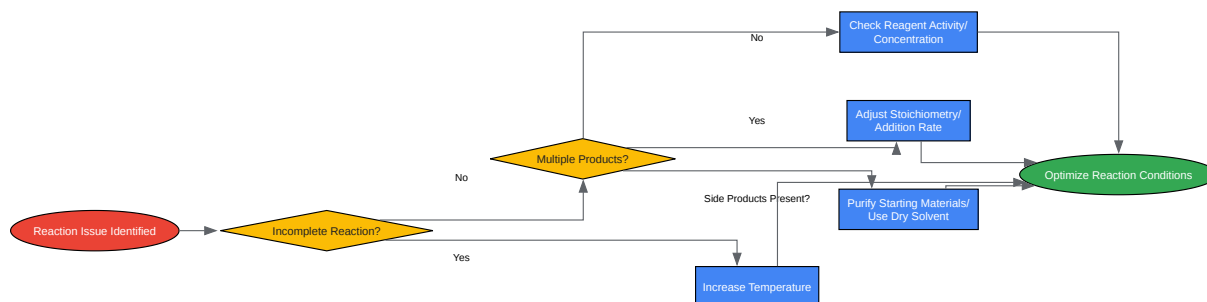 Reaction Issue Identified
Incomplete Reaction?
No
Yes
Multiple Products?
No
Yes
Side Products Present?
Check Reagent Activity/
Concentration
Adjust Stoichiometry/
Addition Rate
Purify Starting Materials/
Use Dry Solvent
Increase Temperature
Optimize Reaction Conditions